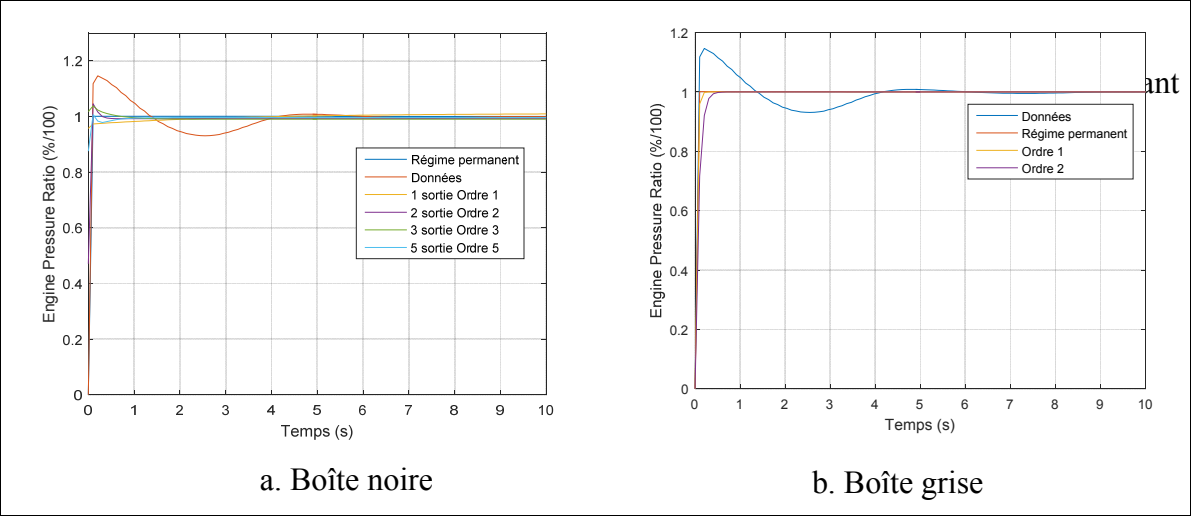 1.2
1
0.8
0.6
0.4
0.2
0
0 1 2 3 4 5 6 7 8 9 10
Engine Pressure Ratio (%/100)
Temps (s)
Régime permanent
Données
1 sortie Ordre 1
2 sortie Ordre 2
3 sortie Ordre 3
5 sortie Ordre 5
a. Boîte noire
1.2
1
0.8
0.6
0.4
0.2
0
0 1 2 3 4 5 6 7 8 9 10
Engine Pressure Ratio (%/100)
Temps (s)
ant
Données
Régime permanent
Ordre 1
Ordre 2
b. Boîte grise